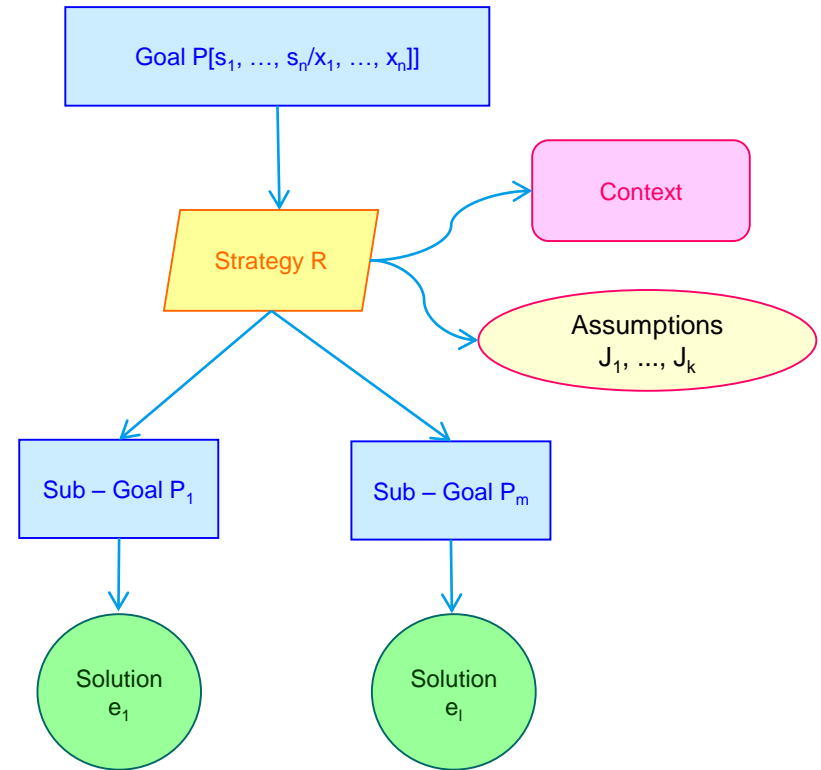 Goal P[s₁, …, sₙ/x₁, …, xₙ]]
Context
Strategy R
Assumptions
J₁, ..., Jₖ
Sub – Goal P₁
Sub – Goal Pₘ
Solution
e₁
Solution
eₗ